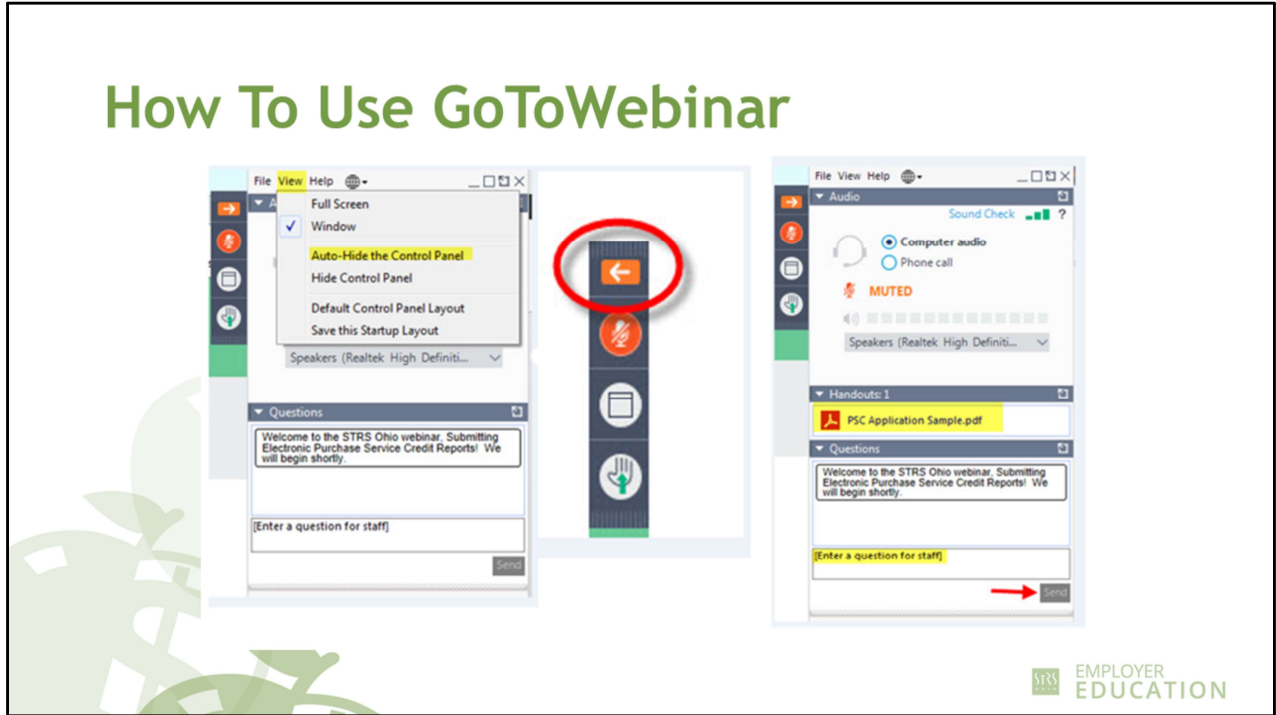 How To Use GoToWebinar
File View Help
Full Screen
Window
Auto-Hide the Control Panel
Hide Control Panel
Default Control Panel Layout
Save this Startup Layout
Speakers (Realtek High Definiti...
Questions
Welcome to the STRS Ohio webinar, Submitting
Electronic Purchase Service Credit Reports! We
will begin shortly.
[Enter a question for staff]
Send
File View Help
Audio
Sound Check ?
Computer audio
Phone call
MUTED
Speakers (Realtek High Definiti...
Handouts: 1
PSC Application Sample.pdf
Questions
Welcome to the STRS Ohio webinar, Submitting
Electronic Purchase Service Credit Reports! We
will begin shortly.
[Enter a question for staff]
Send
STRS
EMPLOYER
EDUCATION